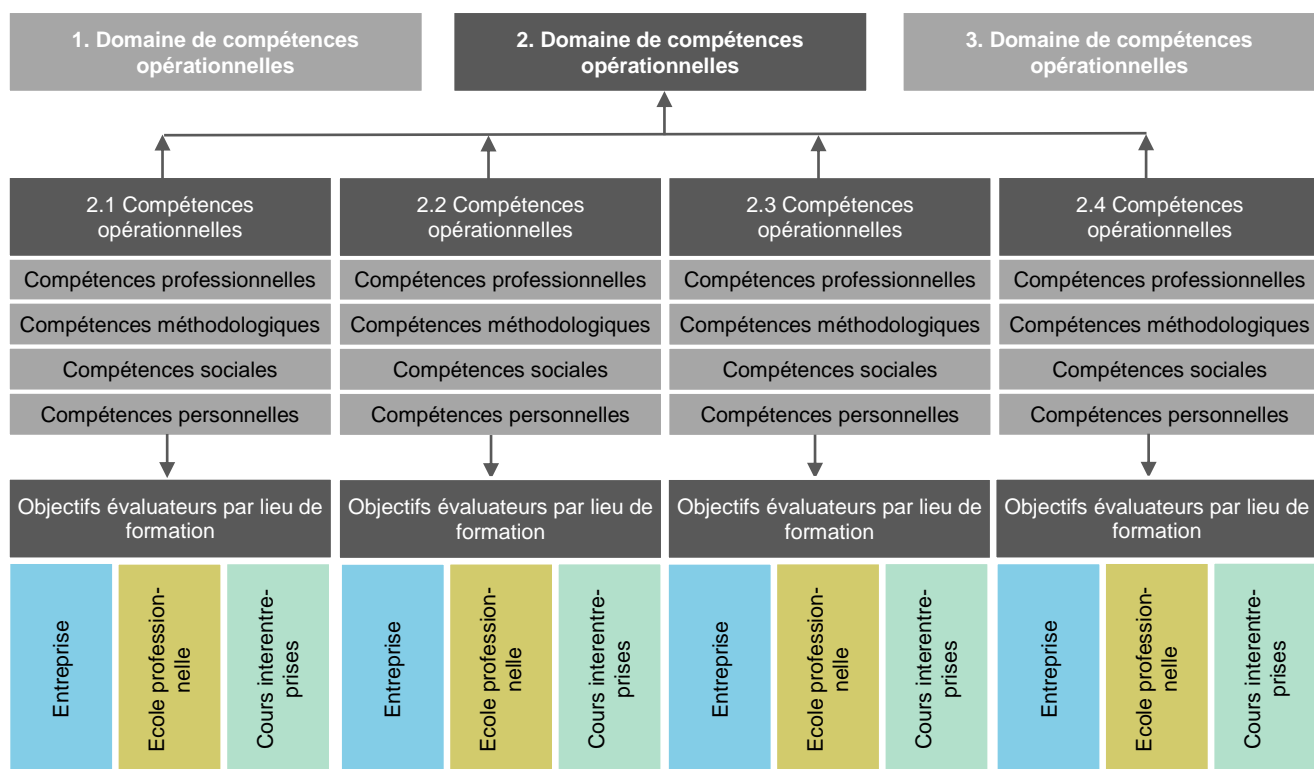 1. Domaine de compétences
opérationnelles
2. Domaine de compétences
opérationnelles
3. Domaine de compétences
opérationnelles
2.1 Compétences
opérationnelles
2.2 Compétences
opérationnelles
2.3 Compétences
opérationnelles
2.4 Compétences
opérationnelles
Compétences professionnelles
Compétences professionnelles
Compétences professionnelles
Compétences professionnelles
Compétences méthodologiques
Compétences méthodologiques
Compétences méthodologiques
Compétences méthodologiques
Compétences sociales
Compétences sociales
Compétences sociales
Compétences sociales
Compétences personnelles
Compétences personnelles
Compétences personnelles
Compétences personnelles
Objectifs évaluateurs par lieu de
formation
Objectifs évaluateurs par lieu de
formation
Objectifs évaluateurs par lieu de
formation
Objectifs évaluateurs par lieu de
formation
Entreprise
Ecole profession-
nelle
Cours interentre-
prises
Entreprise
Ecole profession-
nelle
Cours interentre-
prises
Entreprise
Ecole profession-
nelle
Cours interentre-
prises
Entreprise
Ecole profession-
nelle
Cours interentre-
prises